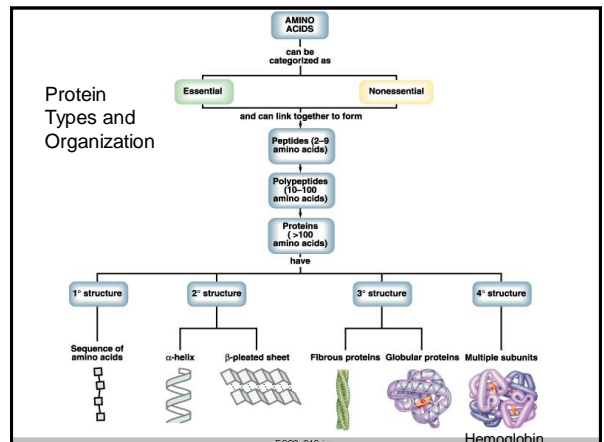 AMINO
ACIDS
can be
categorized as
Protein
Types and
Organization
Essential
Nonessential
and can link together to form
Peptides (2–9
amino acids)
Polypeptides
(10–100
amino acids)
Proteins
( >100
amino acids)
have
1° structure
2° structure
3° structure
4° structure
Sequence of
amino acids
α-helix
β-pleated sheet
Fibrous proteins
Globular proteins
Multiple subunits
Hemoglobin